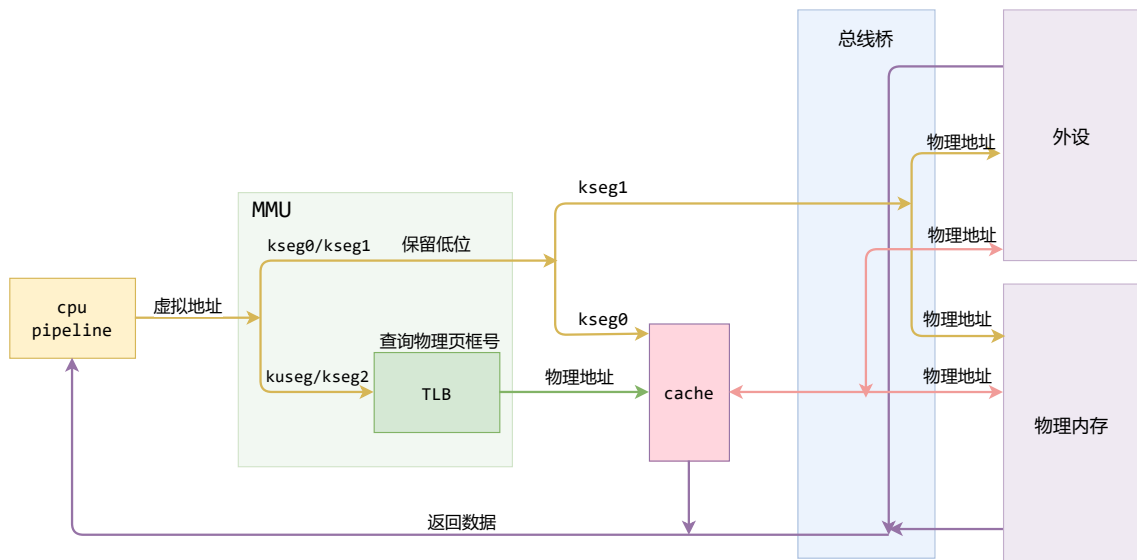 总线桥
外设
物理地址
kseg1
MMU
kseg0/kseg1
保留低位
物理地址
cpu
pipeline
虚拟地址
kseg0
物理地址
查询物理页框号
kuseg/kseg2
TLB
物理地址
cache
物理地址
物理内存
返回数据